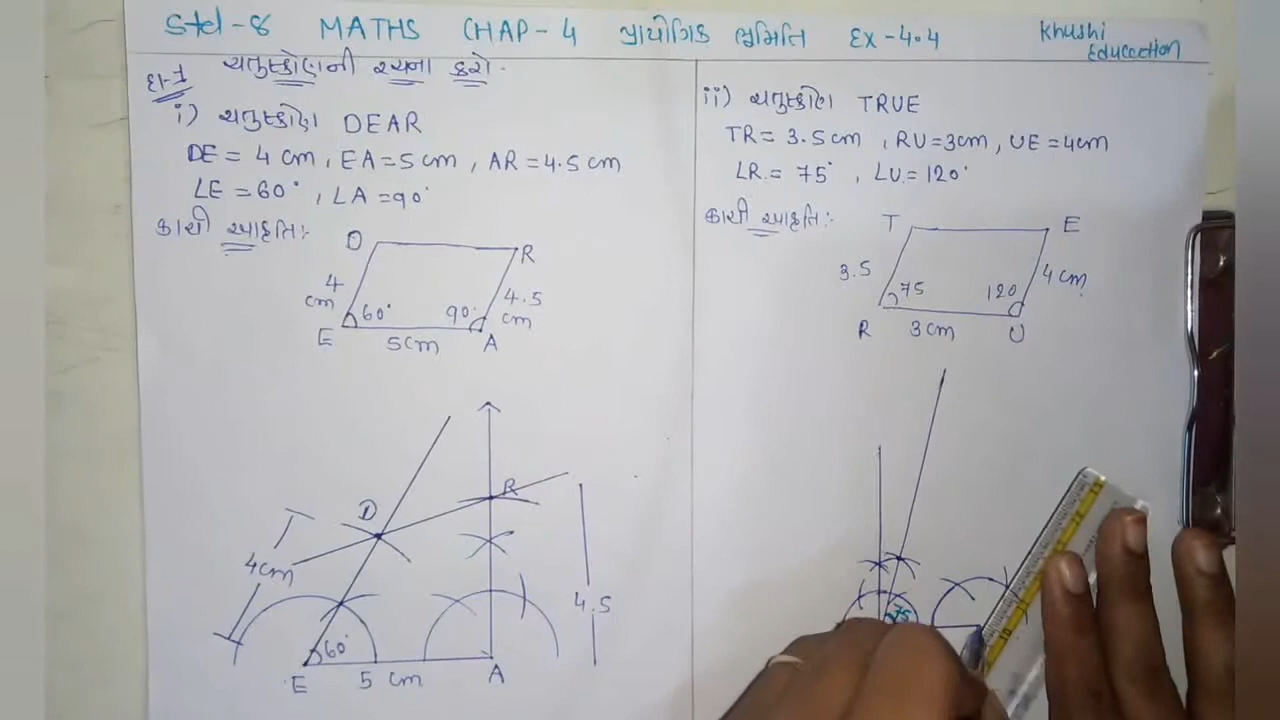 Std-8 MATHS CHAP-4 પ્રાયોગિક ભૂમિતિ Ex-4.4
Khushi
Education
દા-1 ચતુષ્કોણની રચના કરો.
i) ચતુષ્કોણ DEAR
DE = 4 cm, EA = 5 cm, AR = 4.5 cm
∠E = 60°, ∠A = 90°
કાચી આકૃતિ:-
D
R
4
cm
60°
90°
4.5
cm
E
5cm
A
D
R
4cm
4.5
60°
E
5 cm
A
ii) ચતુષ્કોણ TRUE
TR = 3.5 cm, RU = 3cm, UE = 4cm
∠R = 75°, ∠U = 120°
કાચી આકૃતિ:-
T
E
3.5
75
120
4 cm
R
3cm
U
75